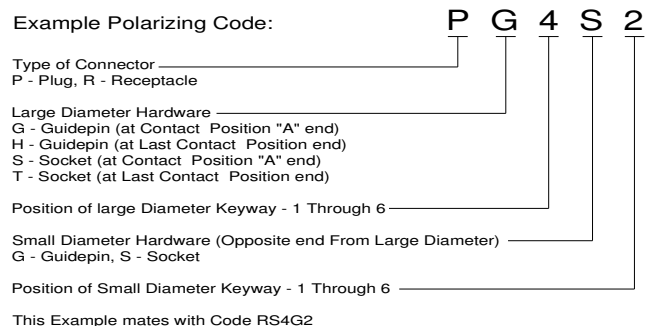 Example Polarizing Code: P G 4 S 2
Type of Connector
P - Plug, R - Receptacle
Large Diameter Hardware
G - Guidepin (at Contact Position "A" end)
H - Guidepin (at Last Contact Position end)
S - Socket (at Contact Position "A" end)
T - Socket (at Last Contact Position end)
Position of large Diameter Keyway - 1 Through 6
Small Diameter Hardware (Opposite end From Large Diameter)
G - Guidepin, S - Socket
Position of Small Diameter Keyway - 1 Through 6
This Example mates with Code RS4G2